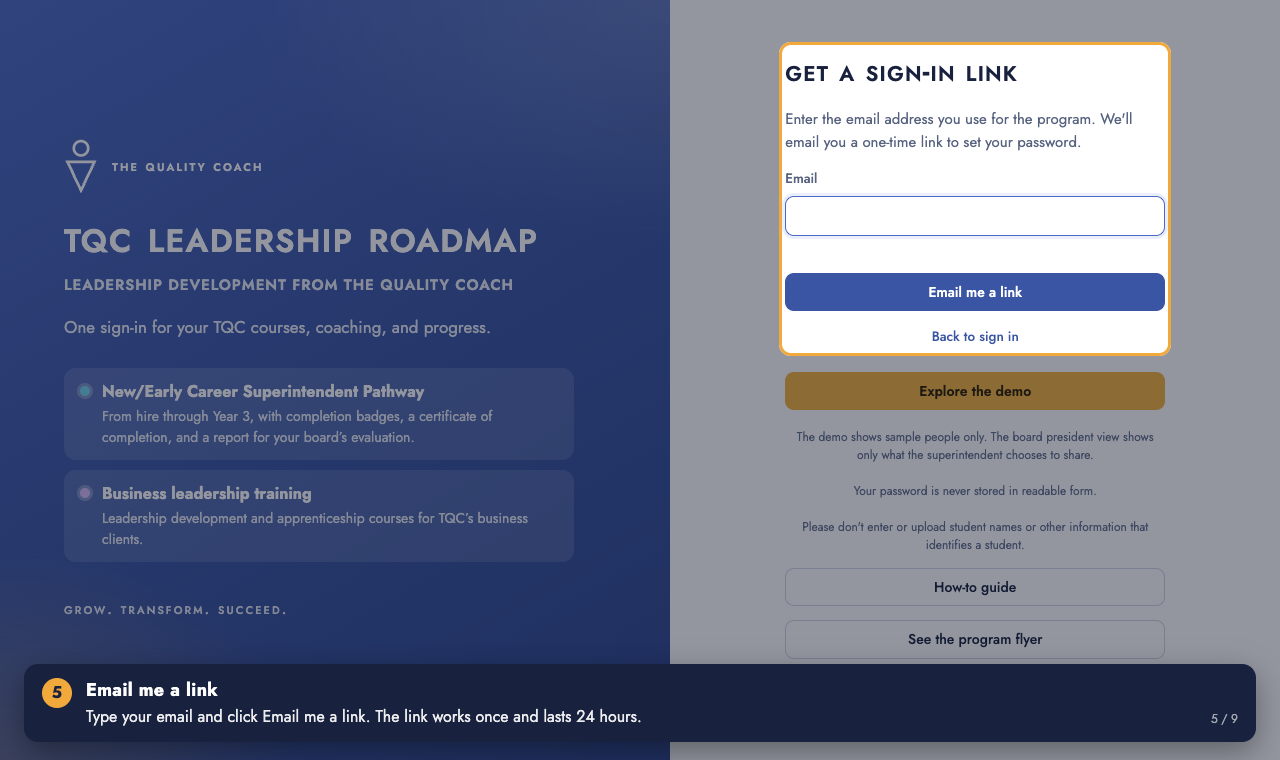 THE QUALITY COACH
TQC LEADERSHIP ROADMAP
LEADERSHIP DEVELOPMENT FROM THE QUALITY COACH
One sign-in for your TQC courses, coaching, and progress.
New/Early Career Superintendent Pathway
From hire through Year 3, with completion badges, a certificate of
completion, and a report for your board’s evaluation.
Business leadership training
Leadership development and apprenticeship courses for TQC’s business
clients.
GROW. TRANSFORM. SUCCEED.
GET A SIGN-IN LINK
Enter the email address you use for the program. We'll
email you a one-time link to set your password.
Email
Email me a link
Back to sign in
Explore the demo
The demo shows sample people only. The board president view shows
only what the superintendent chooses to share.
Your password is never stored in readable form.
Please don't enter or upload student names or other information that
identifies a student.
How-to guide
See the program flyer
5
Email me a link
Type your email and click Email me a link. The link works once and lasts 24 hours.
5 / 9